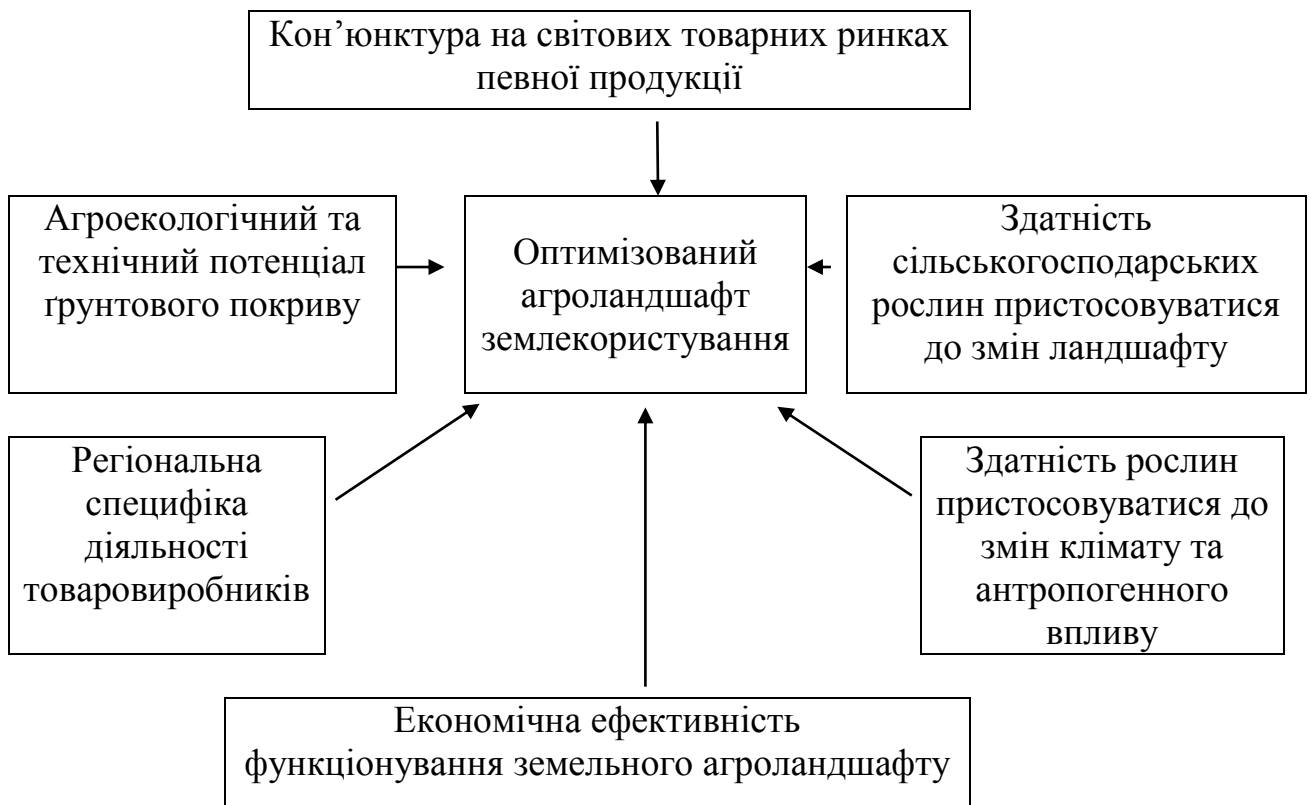 Кон’юнктура на світових товарних ринках
певної продукції
Агроекологічний та
технічний потенціал
ґрунтового покриву
Оптимізований
агроландшафт
землекористування
Здатність
сільськогосподарських
рослин пристосовуватися
до змін ландшафту
Регіональна
специфіка
діяльності
товаровиробників
Здатність рослин
пристосовуватися до
змін клімату та
антропогенного
впливу
Економічна ефективність
функціонування земельного агроландшафту